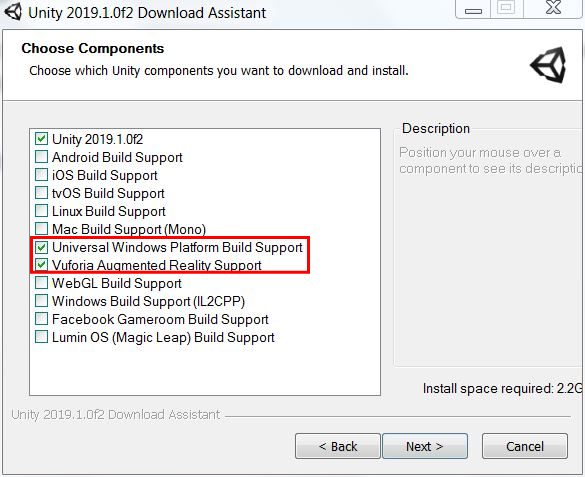 Unity 2019.1.0f2 Download Assistant
Choose Components
Choose which Unity components you want to download and install.
Unity 2019.1.0f2
Android Build Support
iOS Build Support
tvOS Build Support
Linux Build Support
Mac Build Support (Mono)
Universal Windows Platform Build Support
Vuforia Augmented Reality Support
WebGL Build Support
Windows Build Support (IL2CPP)
Facebook Gameroom Build Support
Lumin OS (Magic Leap) Build Support
Description
Position your mouse over a
component to see its descriptio
Install space required: 2.2G
Unity 2019.1.0f2 Download Assistant
< Back
Next >
Cancel